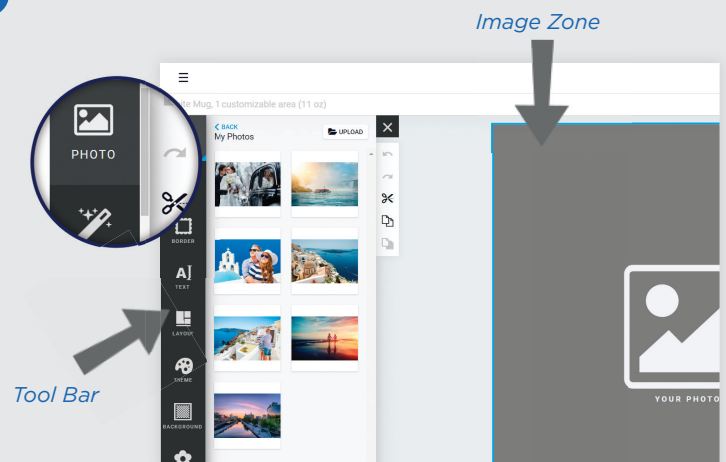 Image Zone
te Mug, 1 customizable area (11 oz)
BACK
My Photos
UPLOAD
PHOTO
BORDER
TEXT
LAYOUT
THEME
BACKGROUND
Tool Bar
YOUR PHOTO